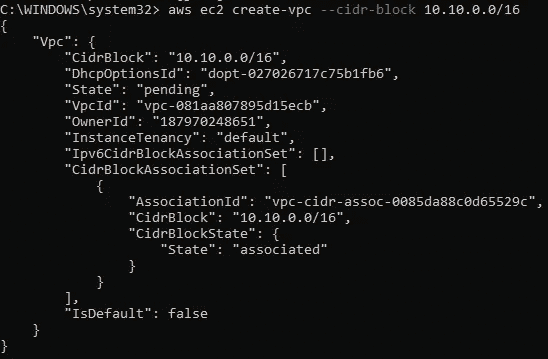 C:\WINDOWS\system32> aws ec2 create-vpc --cidr-block 10.10.0.0/16
{
    "Vpc": {
        "CidrBlock": "10.10.0.0/16",
        "DhcpOptionsId": "dopt-027026717c75b1fb6",
        "State": "pending",
        "VpcId": "vpc-081aa807895d15ecb",
        "OwnerId": "187970248651",
        "InstanceTenancy": "default",
        "Ipv6CidrBlockAssociationSet": [],
        "CidrBlockAssociationSet": [
            {
                "AssociationId": "vpc-cidr-assoc-0085da88c0d65529c",
                "CidrBlock": "10.10.0.0/16",
                "CidrBlockState": {
                    "State": "associated"
                }
            }
        ],
        "IsDefault": false
    }
}